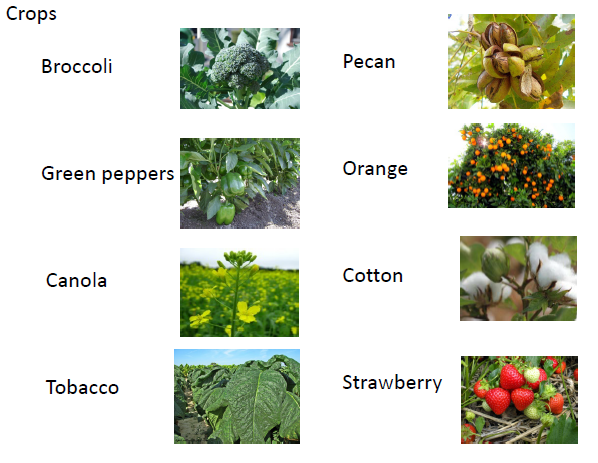 Crops
Broccoli
Pecan
Green peppers
Orange
Canola
Cotton
Tobacco
Strawberry